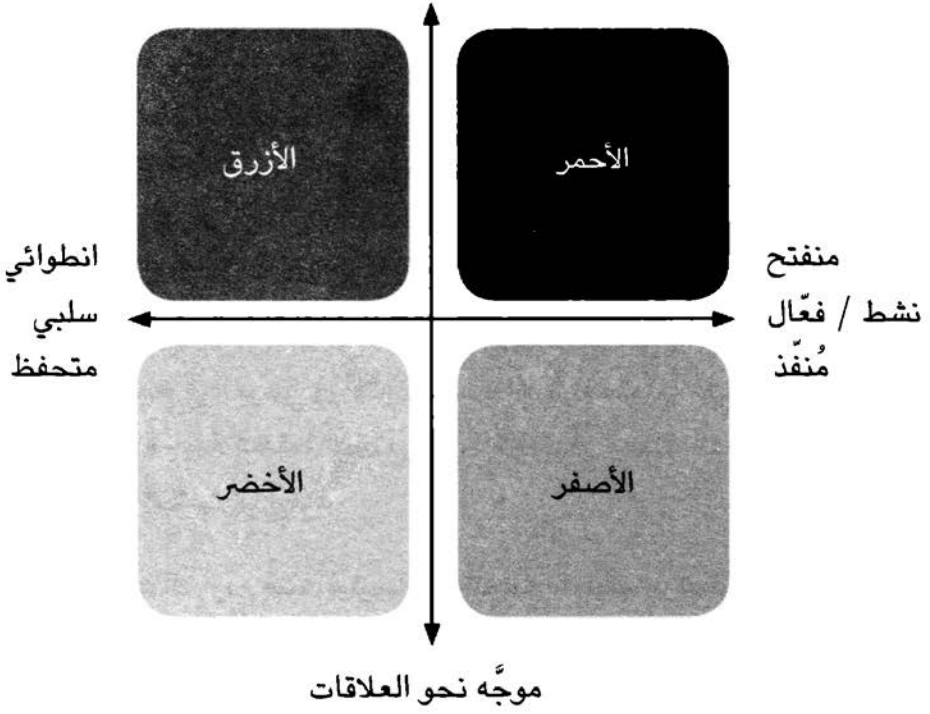 الأحمر
الأزرق
منفتح
نشط / فعّال
مُنفّذ
انطوائي
سلبي
متحفظ
الأصفر
الأخضر
موجَّه نحو العلاقات